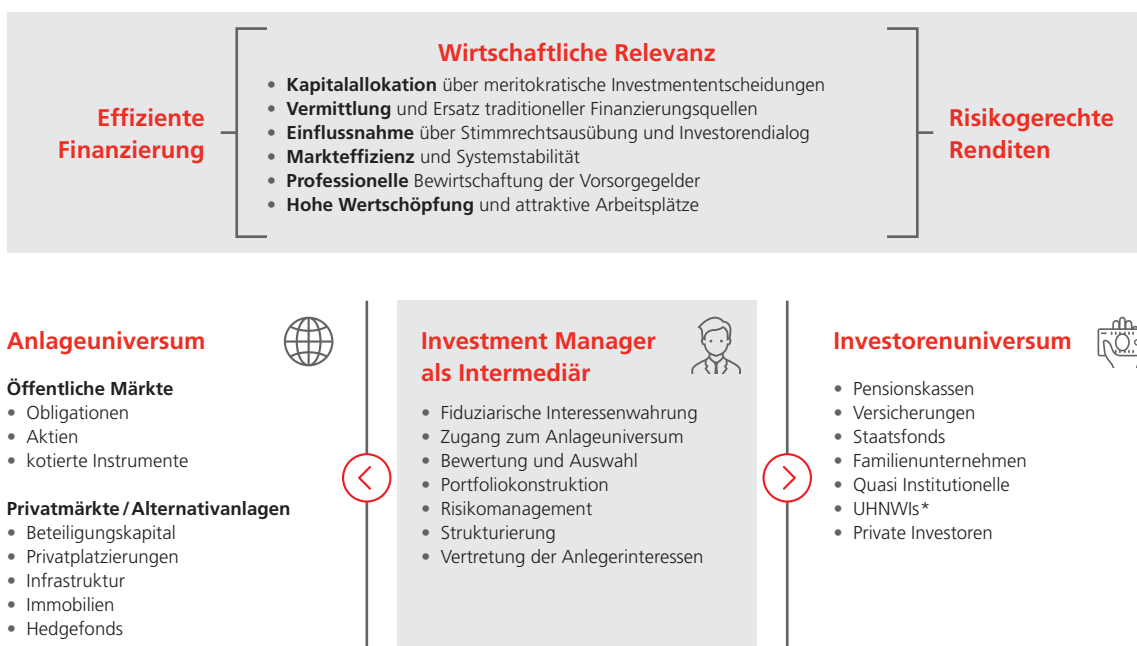 Wirtschaftliche Relevanz
Effiziente
Finanzierung
• Kapitalallokation über meritokratische Investmententscheidungen
• Vermittlung und Ersatz traditioneller Finanzierungsquellen
• Einflussnahme über Stimmrechtsausübung und Investorendialog
• Markteffizienz und Systemstabilität
• Professionelle Bewirtschaftung der Vorsorgegelder
• Hohe Wertschöpfung und attraktive Arbeitsplätze
Risikogerechte
Renditen
Anlageuniversum
Öffentliche Märkte
• Obligationen
• Aktien
• kotierte Instrumente
Privatmärkte/Alternativanlagen
• Beteiligungskapital
• Privatplatzierungen
• Infrastruktur
• Immobilien
• Hedgefonds
Investment Manager
als Intermediär
• Fiduziarische Interessenwahrung
• Zugang zum Anlageuniversum
• Bewertung und Auswahl
• Portfoliokonstruktion
• Risikomanagement
• Strukturierung
• Vertretung der Anlegerinteressen
Investorenuniversum
• Pensionskassen
• Versicherungen
• Staatsfonds
• Familienunternehmen
• Quasi Institutionelle
• UHNWIs*
• Private Investoren